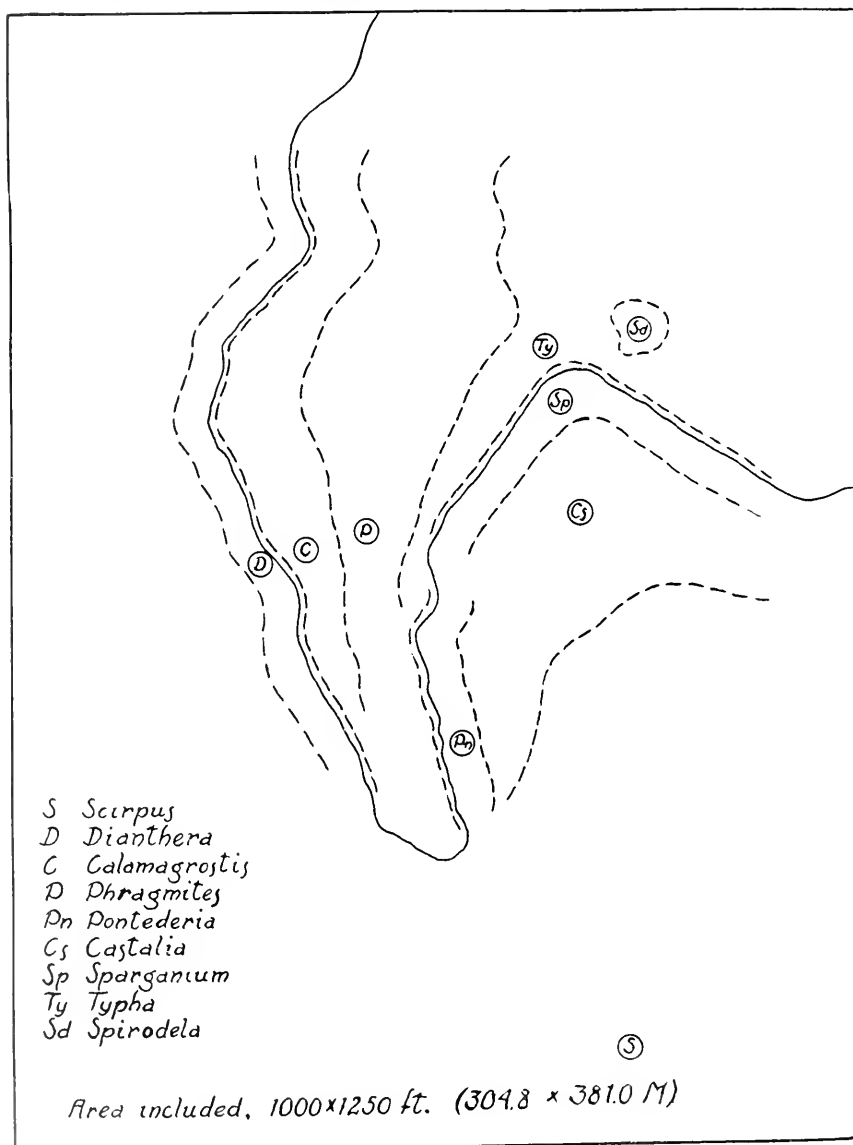 Sd
Ty
Sp
Cs
P
C
D
Pn
S Scirpus
D Dianthera
C Calamagrostis
P Phragmites
Pn Pontederia
Cs Castalia
Sp Sparganium
Ty Typha
Sd Spirodela
S
Area included, 1000×1250 ft. (304.8 × 381.0 M)